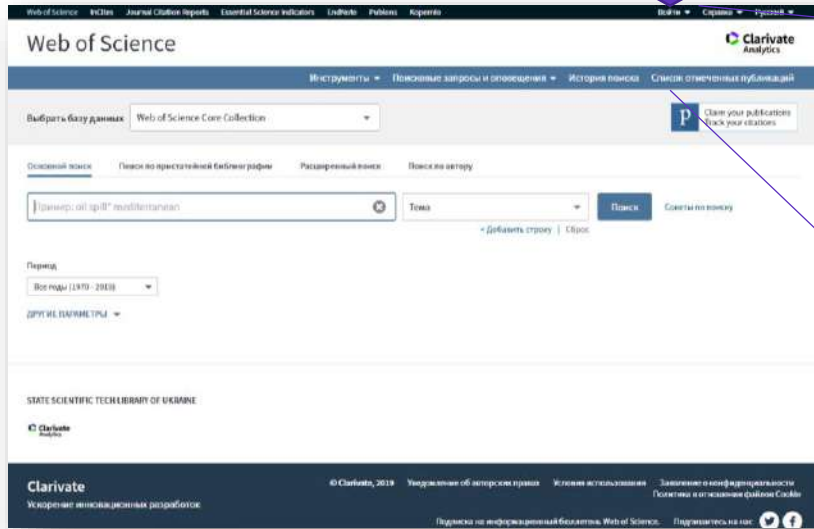 Web of Science InCites Journal Citation Reports Essential Science Indicators EndNote Publons Kopernio Войти Справка Русский
Web of Science
Clarivate
Analytics
Инструменты Поисковые запросы и оповещения История поиска Список отмеченных публикаций
Выбрать базу данных Web of Science Core Collection
p Claim your publications
Track your citations
Основной поиск Поиск по пристатейной библиографии Расширенный поиск Поиск по автору
Пример: oil spill* mediterranean Тема Поиск Советы по поиску
+ Добавить строку | Сброс
Период
Все годы (1970 - 2019)
ДРУГИЕ ПАРАМЕТРЫ
STATE SCIENTIFIC TECH LIBRARY OF UKRAINE
Clarivate
Analytics
Clarivate
Ускорение инновационных разработок
© Clarivate, 2019 Уведомление об авторских правах Условия использования Заявление о конфиденциальности
Политика в отношении файлов Cookie
Подписка на информационный бюллетень Web of Science. Подпишитесь на нас